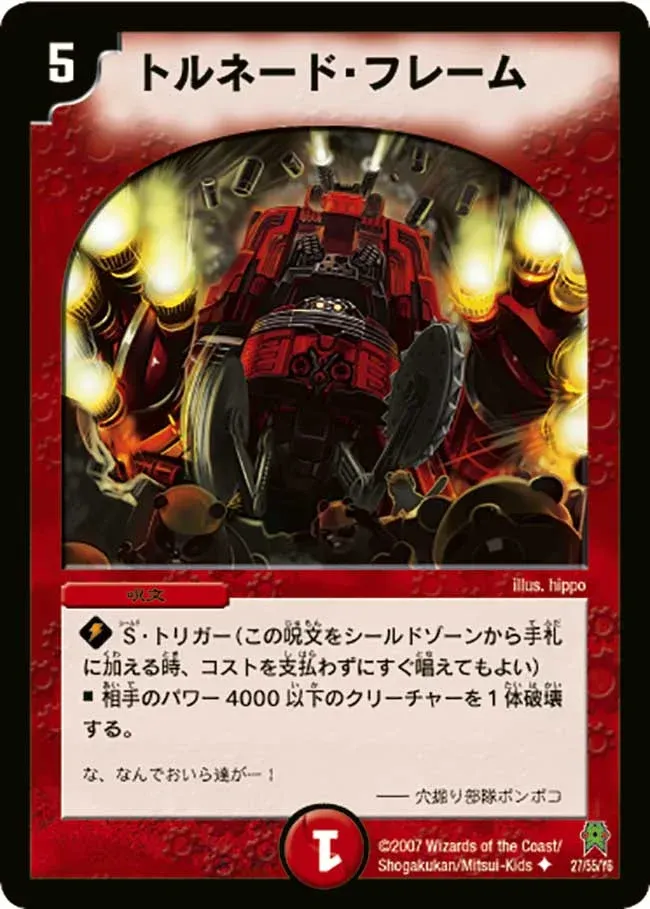 5
トルネード・フレーム
illus. hippo
呪文
S・トリガー（この呪文をシールドゾーンから手札
に加える時、コストを支払わずにすぐ唱えてもよい）
■ 相手のパワー 4000 以下のクリーチャーを1体破壊
する。
な、なんでおいら達が…！
―― 穴掘り部隊ポンポコ
1
©2007 Wizards of the Coast/
Shogakukan/Mitsui-Kids
27/55/Y6